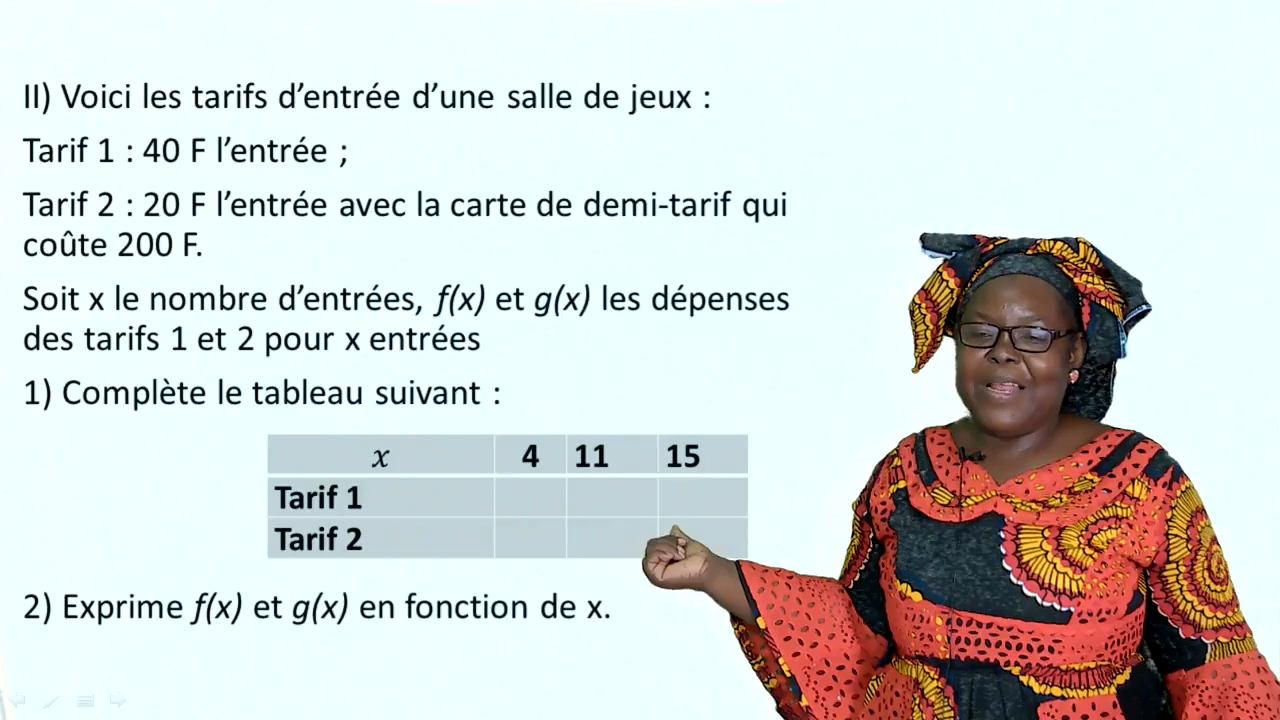 II) Voici les tarifs d’entrée d’une salle de jeux :
Tarif 1 : 40 F l’entrée ;
Tarif 2 : 20 F l’entrée avec la carte de demi-tarif qui
coûte 200 F.
Soit x le nombre d’entrées, f(x) et g(x) les dépenses
des tarifs 1 et 2 pour x entrées
1) Complète le tableau suivant :
x 4 11 15
Tarif 1
Tarif 2
2) Exprime f(x) et g(x) en fonction de x.